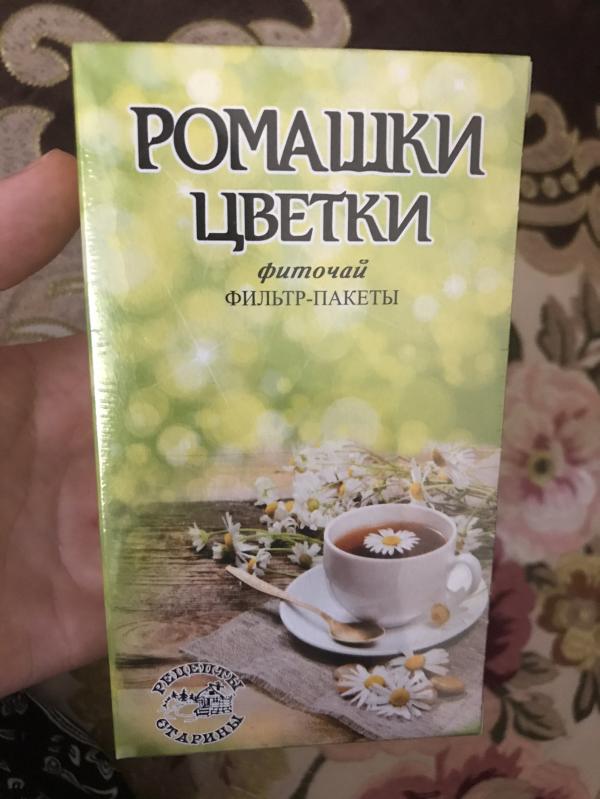 РОМАШКИ
ЦВЕТКИ
фиточай
ФИЛЬТР-ПАКЕТЫ
РЕЦЕПТЫ
СТАРИНЫ